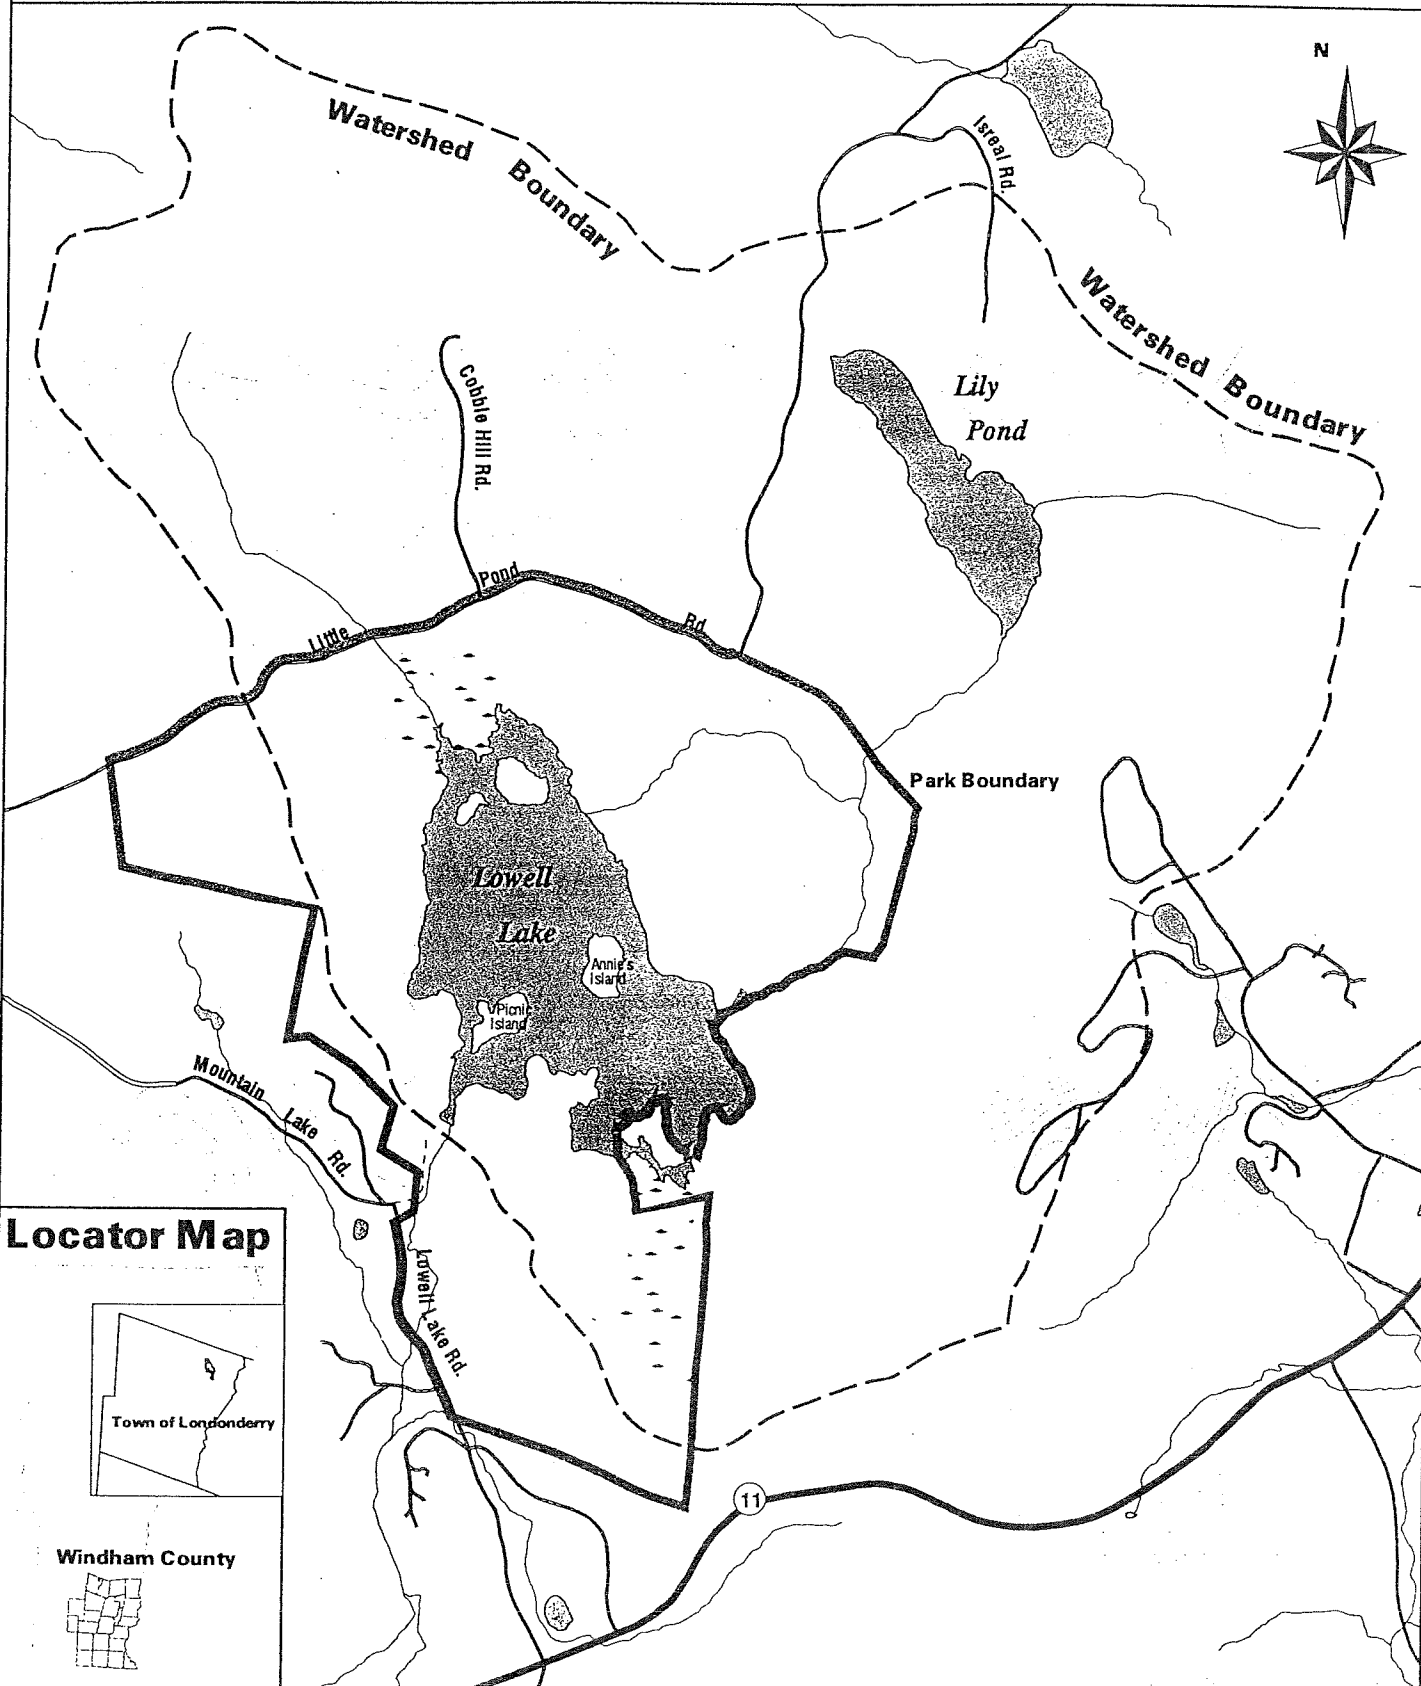 N
Watershed Boundary
Isreal Rd.
Watershed Boundary
Lily
Pond
Cobble Hill Rd.
Little Pond Rd
Park Boundary
Lowell
Lake
Annie's
Island
Picnic
Island
Mountain Lake Rd.
Lowell Lake Rd.
Locator Map
Town of Londonderry
Windham County
11